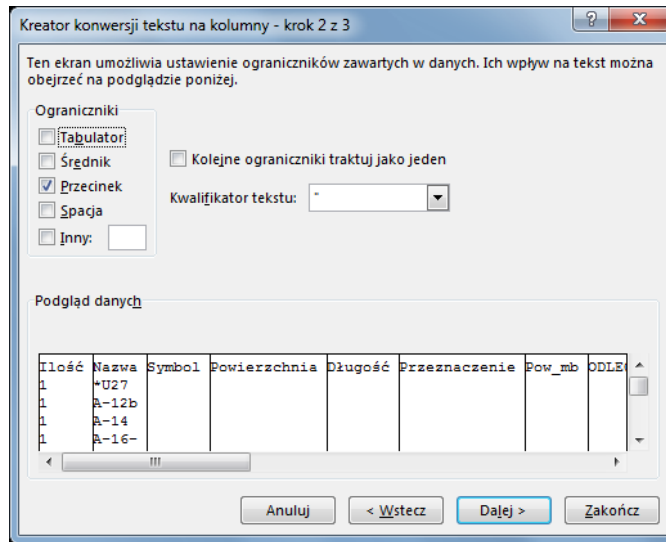 Kreator konwersji tekstu na kolumny - krok 2 z 3
Ten ekran umożliwia ustawienie ograniczników zawartych w danych. Ich wpływ na tekst można
obejrzeć na podglądzie poniżej.
Ograniczniki
Tabulator
Średnik
Przecinek
Spacja
Inny:
Kolejne ograniczniki traktuj jako jeden
Kwalifikator tekstu: "
Podgląd danych
Ilość Nazwa Symbol Powierzchnia Długość Przeznaczenie Pow_mb ODLE
1 *U27
1 A-12b
1 A-14
1 A-16-
Anuluj < Wstecz Dalej > Zakończ